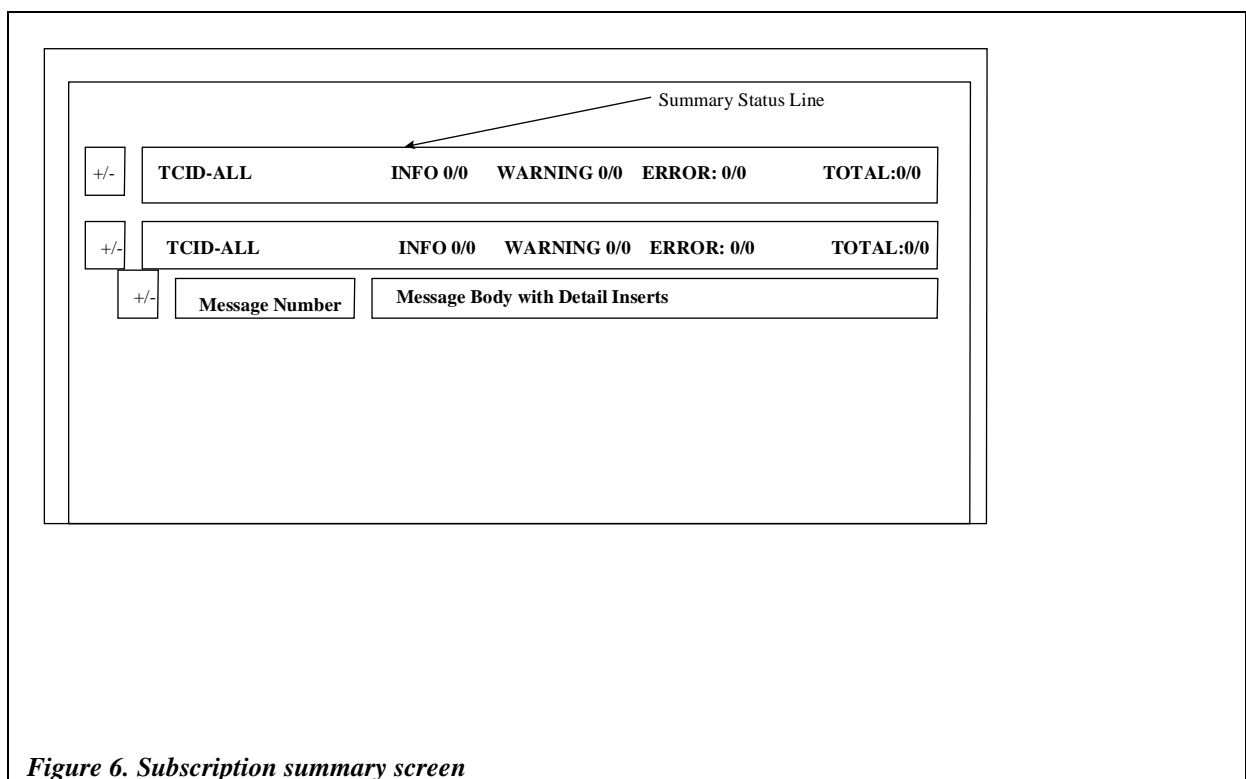 Summary Status Line
+/- TCID-ALL INFO 0/0 WARNING 0/0 ERROR: 0/0 TOTAL:0/0
+/- TCID-ALL INFO 0/0 WARNING 0/0 ERROR: 0/0 TOTAL:0/0
+/- Message Number Message Body with Detail Inserts
Figure 6. Subscription summary screen